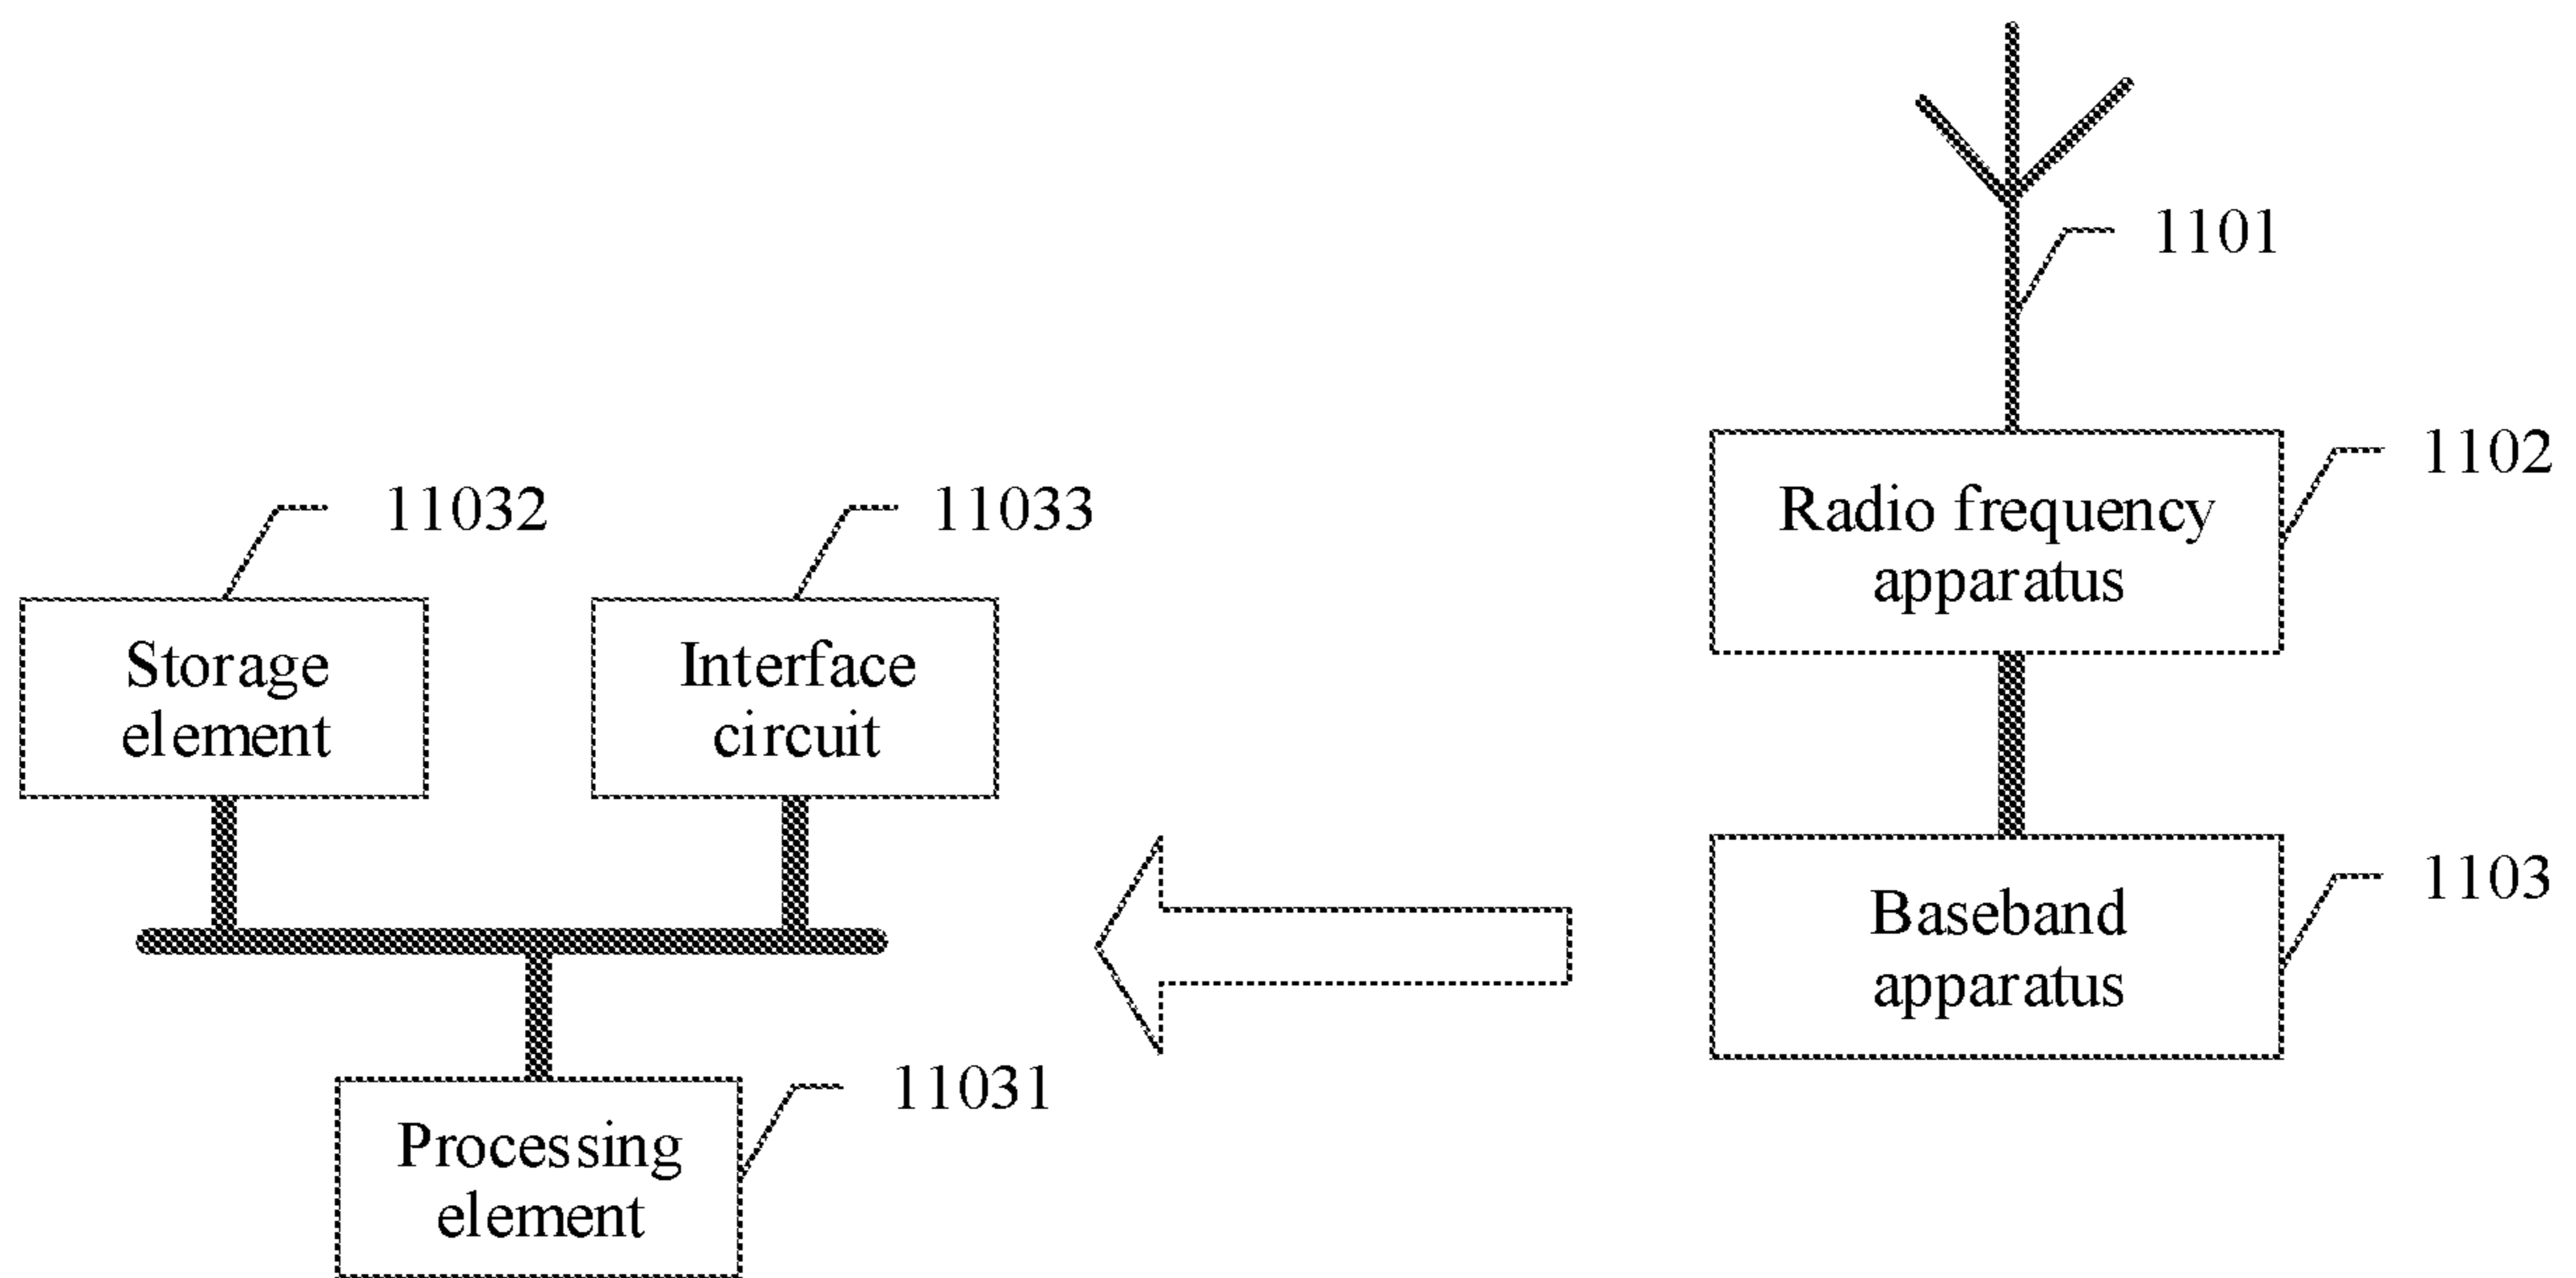 1101
1102
Radio frequency
apparatus
11032
11033
Storage
element
Interface
circuit
1103
Baseband
apparatus
11031
Processing
element